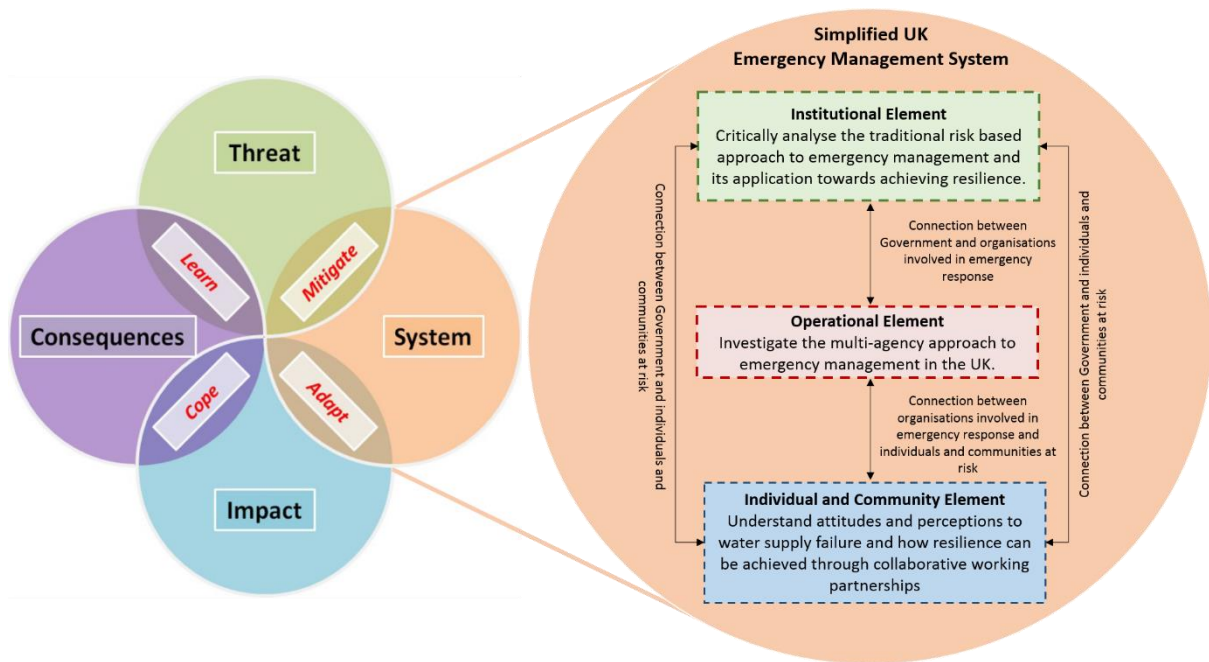 Threat
Learn
Mitigate
Consequences
System
Cope
Adapt
Impact
Simplified UK
Emergency Management System
Institutional Element
Critically analyse the traditional risk based
approach to emergency management and
its application towards achieving resilience.
Connection between
Government and organisations
involved in emergency
response
Operational Element
Investigate the multi-agency approach to
emergency management in the UK.
Connection between
organisations involved in
emergency response and
individuals and communities at
risk
Individual and Community Element
Understand attitudes and perceptions to
water supply failure and how resilience can
be achieved through collaborative working
partnerships
Connection between Government and individuals and
communities at risk
Connection between Government and individuals and
communities at risk